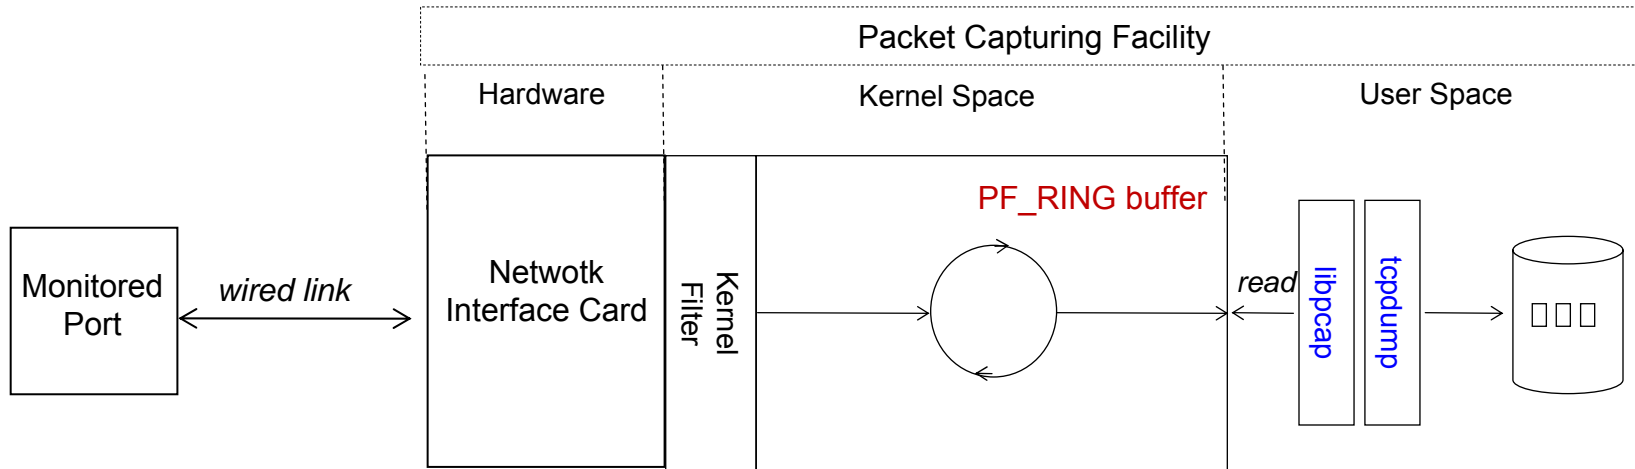 Packet Capturing Facility
Hardware
Kernel Space
User Space
Monitored
Port
wired link
Netwotk
Interface Card
Kernel
Filter
PF_RING buffer
read
libpcap
tcpdump